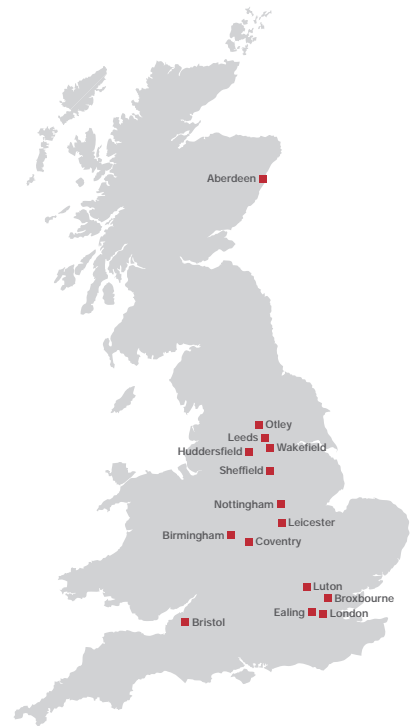 Aberdeen
Otley
Leeds
Wakefield
Huddersfield
Sheffield
Nottingham
Leicester
Birmingham
Coventry
Luton
Broxbourne
Ealing
London
Bristol